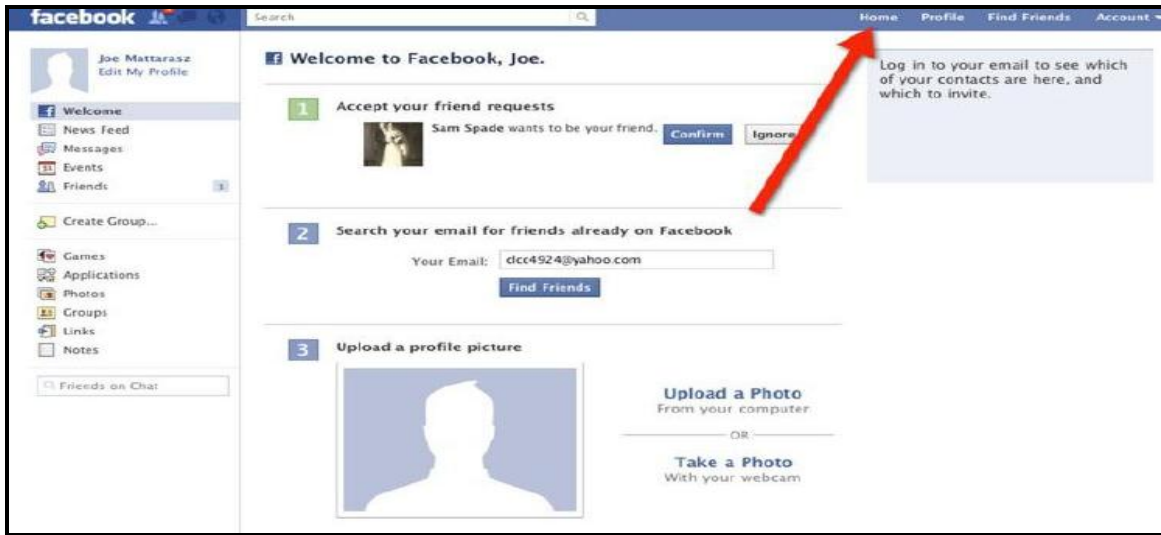 facebook
Search
Home Profile Find Friends Account
Joe Mattarasz
Edit My Profile
Welcome
News Feed
Messages
31 Events
Friends 1
Create Group...
Games
Applications
Photos
Groups
Links
Notes
Friends on Chat
Welcome to Facebook, Joe.
1 Accept your friend requests
Sam Spade wants to be your friend. Confirm Ignore
2 Search your email for friends already on Facebook
Your Email: dcc4924@yahoo.com
Find Friends
3 Upload a profile picture
Upload a Photo
From your computer
OR
Take a Photo
With your webcam
Log in to your email to see which
of your contacts are here, and
which to invite.